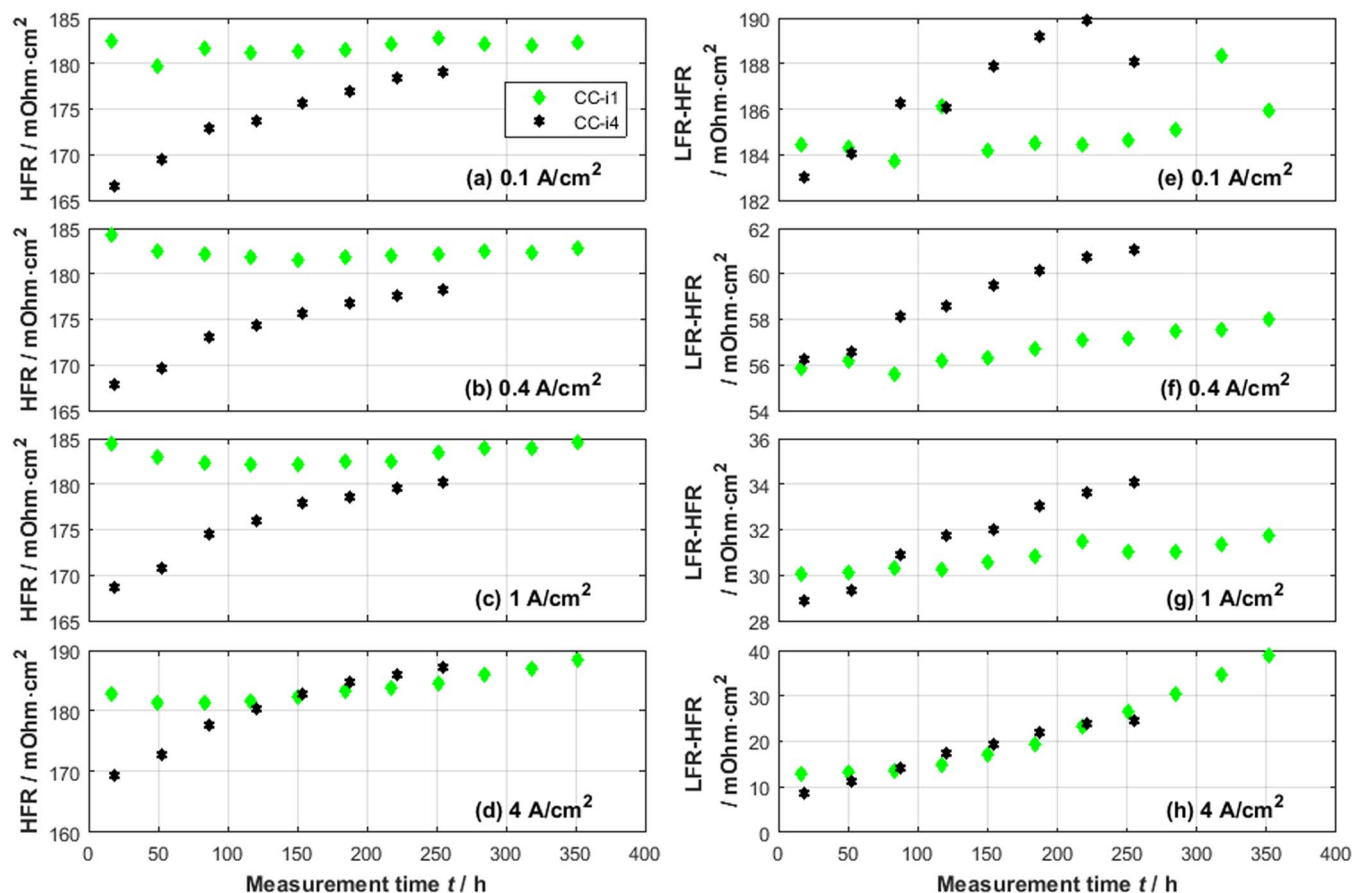 185
180
175
170
165
HFR / mOhm·cm²
CC-i1
CC-i4
(a) 0.1 A/cm²
190
188
186
184
182
LFR-HFR
/ mOhm·cm²
(e) 0.1 A/cm²
185
180
175
170
165
HFR / mOhm·cm²
(b) 0.4 A/cm²
62
60
58
56
54
LFR-HFR
/ mOhm·cm²
(f) 0.4 A/cm²
185
180
175
170
165
HFR / mOhm·cm²
(c) 1 A/cm²
36
34
32
30
28
LFR-HFR
/ mOhm·cm²
(g) 1 A/cm²
190
180
170
160
HFR / mOhm·cm²
(d) 4 A/cm²
0 50 100 150 200 250 300 350 400
Measurement time t / h
40
30
20
10
0
LFR-HFR
/ mOhm·cm²
(h) 4 A/cm²
0 50 100 150 200 250 300 350 400
Measurement time t / h